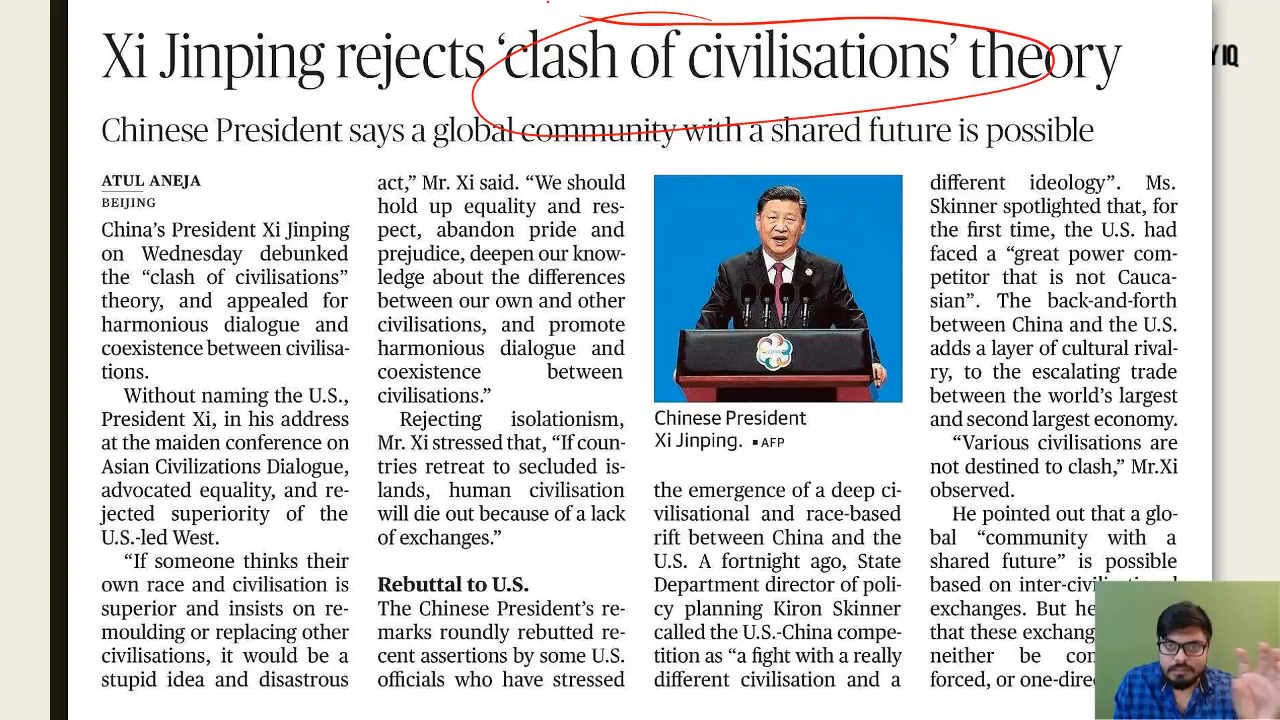 Xi Jinping rejects ‘clash of civilisations’ theory
Y IQ
Chinese President says a global community with a shared future is possible
ATUL ANEJA
BEIJING
China’s President Xi Jinping
on Wednesday debunked
the “clash of civilisations”
theory, and appealed for
harmonious dialogue and
coexistence between civilisa-
tions.
Without naming the U.S.,
President Xi, in his address
at the maiden conference on
Asian Civilizations Dialogue,
advocated equality, and re-
jected superiority of the
U.S.-led West.
“If someone thinks their
own race and civilisation is
superior and insists on re-
moulding or replacing other
civilisations, it would be a
stupid idea and disastrous
act,” Mr. Xi said. “We should
hold up equality and res-
pect, abandon pride and
prejudice, deepen our know-
ledge about the differences
between our own and other
civilisations, and promote
harmonious dialogue and
coexistence between
civilisations.”
Rejecting isolationism,
Mr. Xi stressed that, “If coun-
tries retreat to secluded is-
lands, human civilisation
will die out because of a lack
of exchanges.”
Rebuttal to U.S.
The Chinese President’s re-
marks roundly rebutted re-
cent assertions by some U.S.
officials who have stressed
Chinese President
Xi Jinping. ▪ AFP
the emergence of a deep ci-
vilisational and race-based
rift between China and the
U.S. A fortnight ago, State
Department director of poli-
cy planning Kiron Skinner
called the U.S.-China compe-
tition as “a fight with a really
different civilisation and a
different ideology”. Ms.
Skinner spotlighted that, for
the first time, the U.S. had
faced a “great power com-
petitor that is not Cauca-
sian”. The back-and-forth
between China and the U.S.
adds a layer of cultural rival-
ry, to the escalating trade
between the world’s largest
and second largest economy.
“Various civilisations are
not destined to clash,” Mr.Xi
observed.
He pointed out that a glo-
bal “community with a
shared future” is possible
based on
exchanges. But he
that these
neither be
forced, or